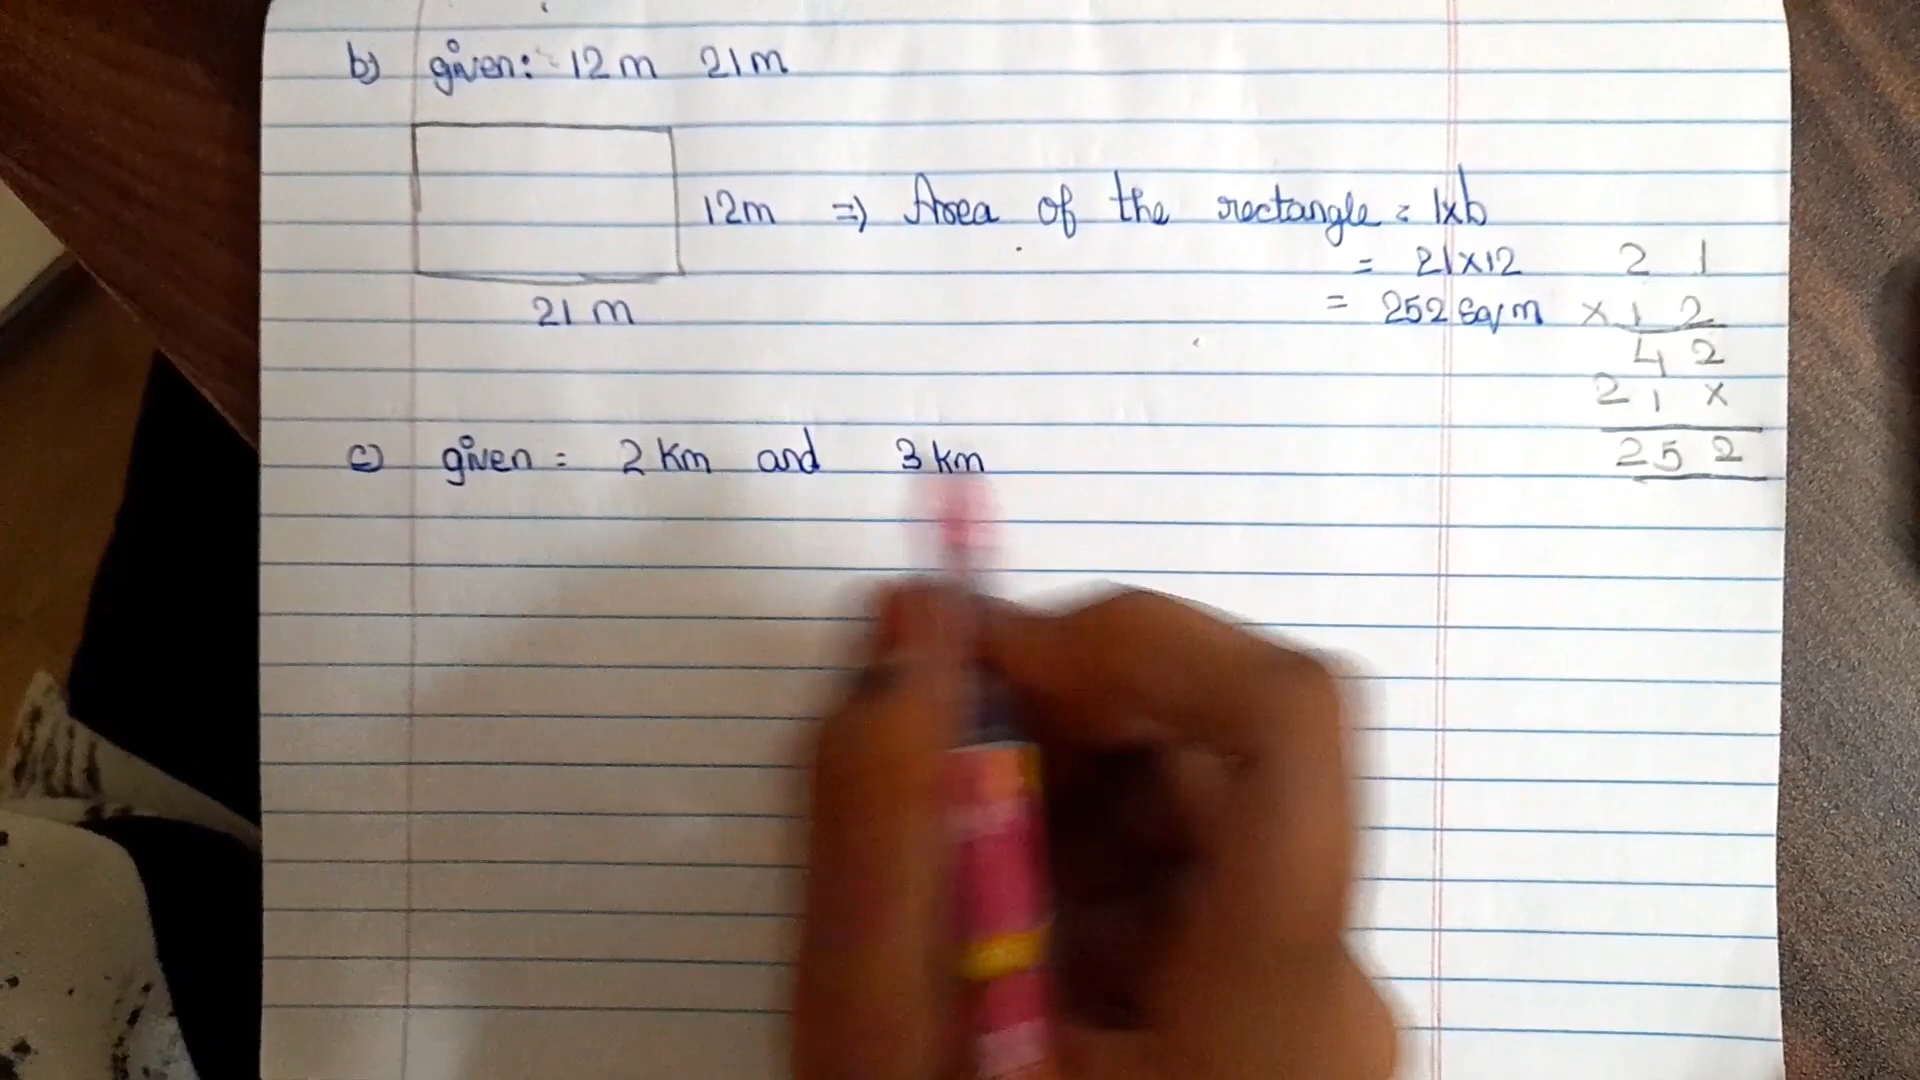 b) given: 12m 21m
12m => Area of the rectangle = l×b
= 21×12
= 252 Sq/m
21 m
2 1
× 1 2
4 2
2 1 ×
2 5 2
c) given = 2 Km and 3 km